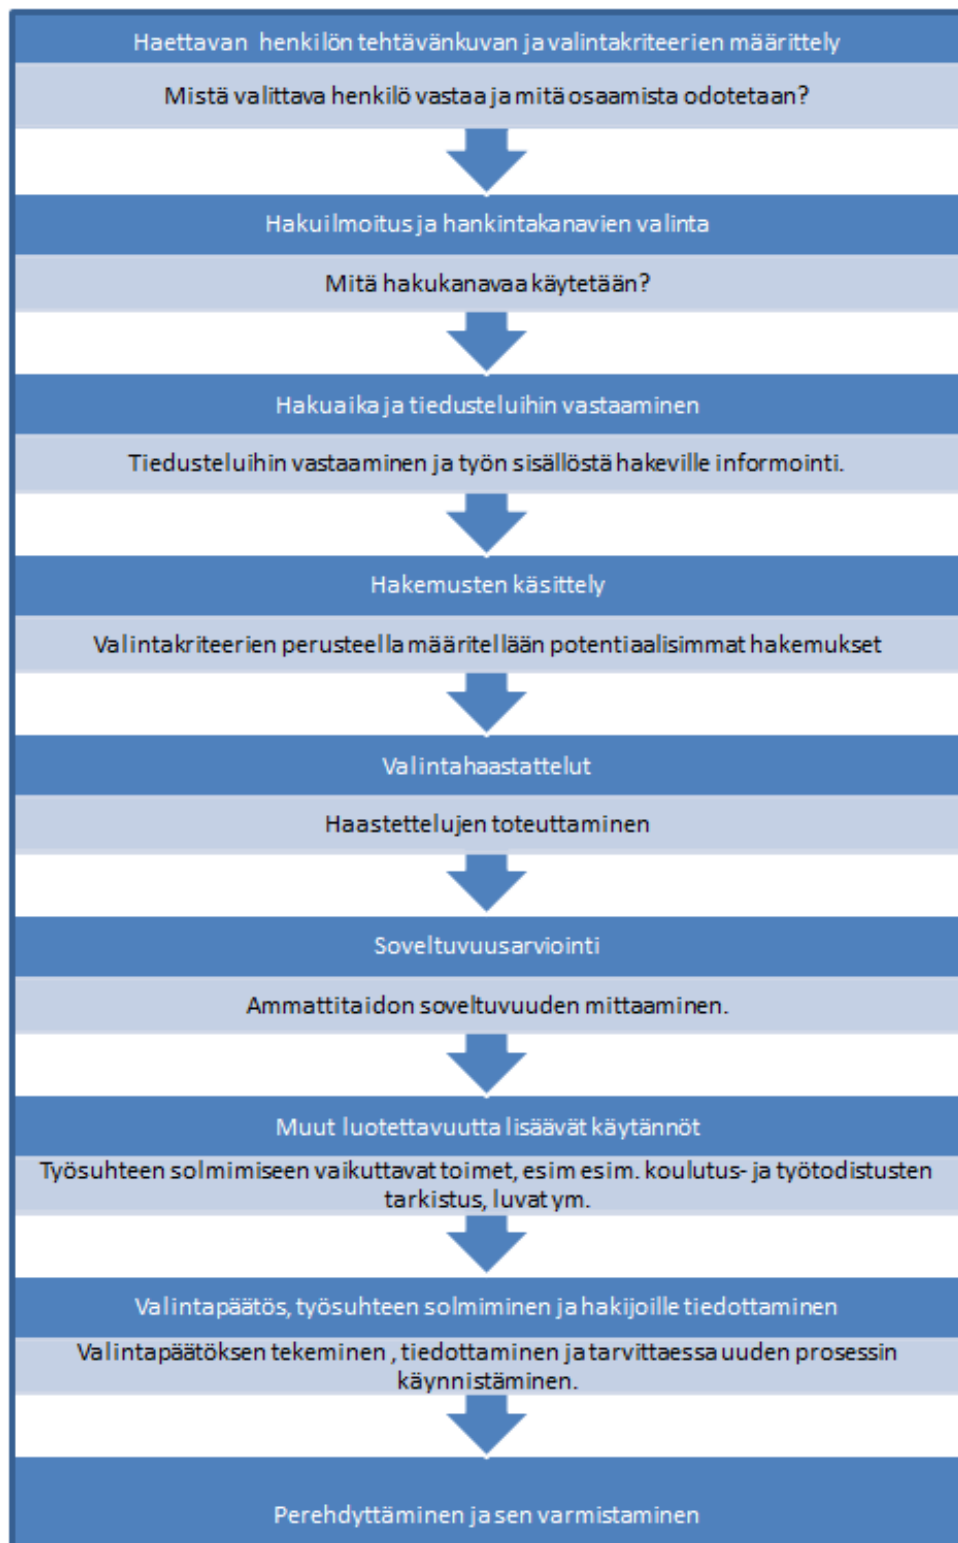 Haettavan henkilön tehtävänkuvan ja valintakriteerien määrittely
Mistä valittava henkilö vastaa ja mitä osaamista odotetaan?
Hakuilmoitus ja hankintakanavien valinta
Mitä hakukanavaa käytetään?
Hakuaika ja tiedusteluihin vastaaminen
Tiedusteluihin vastaaminen ja työn sisällöstä hakeville informointi.
Hakemusten käsittely
Valintakriteerien perusteella määritellään potentiaalisimmat hakemukset
Valintahaastattelut
Haastettelujen toteuttaminen
Soveltuvuusarviointi
Ammattitaidon soveltuvuuden mittaaminen.
Muut luotettavuutta lisäävät käytännöt
Työsuhteen solmimiseen vaikuttavat toimet, esim esim. koulutus- ja työtodistusten
tarkistus, luvat ym.
Valintapäätös, työsuhteen solmiminen ja hakijoille tiedottaminen
Valintapäätöksen tekeminen , tiedottaminen ja tarvittaessa uuden prosessin
käynnistäminen.
Perehdyttäminen ja sen varmistaminen